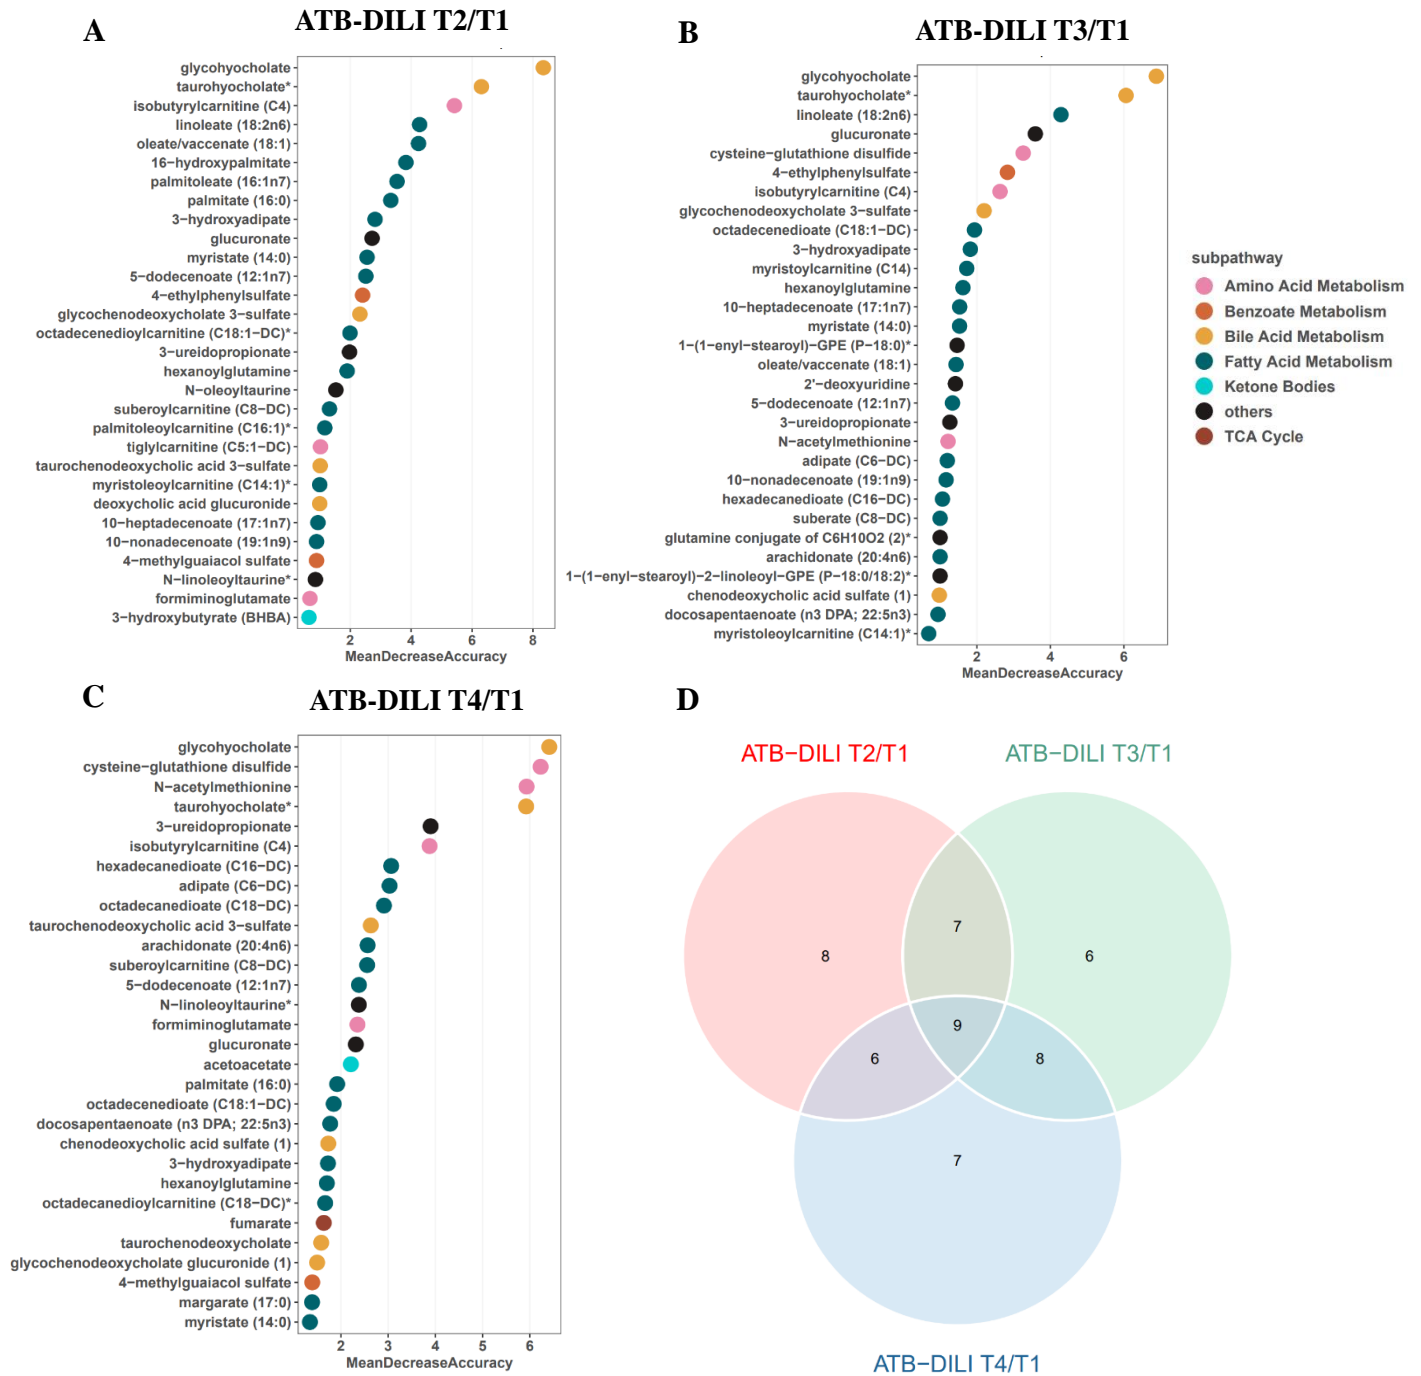 A
ATB-DILI T2/T1
glycohyocholate
taurohyocholate*
isobutyrylcarnitine (C4)
linoleate (18:2n6)
oleate/vaccenate (18:1)
16−hydroxypalmitate
palmitoleate (16:1n7)
palmitate (16:0)
3−hydroxyadipate
glucuronate
myristate (14:0)
5−dodecenoate (12:1n7)
4−ethylphenylsulfate
glycochenodeoxycholate 3−sulfate
octadecenedioylcarnitine (C18:1−DC)*
3−ureidopropionate
hexanoylglutamine
N−oleoyltaurine
suberoylcarnitine (C8−DC)
palmitoleoylcarnitine (C16:1)*
tiglylcarnitine (C5:1−DC)
taurochenodeoxycholic acid 3−sulfate
myristoleoylcarnitine (C14:1)*
deoxycholic acid glucuronide
10−heptadecenoate (17:1n7)
10−nonadecenoate (19:1n9)
4−methylguaiacol sulfate
N−linoleoyltaurine*
formiminoglutamate
3−hydroxybutyrate (BHBA)
2 4 6 8
MeanDecreaseAccuracy
B
ATB-DILI T3/T1
glycohyocholate
taurohyocholate*
linoleate (18:2n6)
glucuronate
cysteine−glutathione disulfide
4−ethylphenylsulfate
isobutyrylcarnitine (C4)
glycochenodeoxycholate 3−sulfate
octadecenedioate (C18:1−DC)
3−hydroxyadipate
myristoylcarnitine (C14)
hexanoylglutamine
10−heptadecenoate (17:1n7)
myristate (14:0)
1−(1−enyl−stearoyl)−GPE (P−18:0)*
oleate/vaccenate (18:1)
2'−deoxyuridine
5−dodecenoate (12:1n7)
3−ureidopropionate
N−acetylmethionine
adipate (C6−DC)
10−nonadecenoate (19:1n9)
hexadecanedioate (C16−DC)
suberate (C8−DC)
glutamine conjugate of C6H10O2 (2)*
arachidonate (20:4n6)
1−(1−enyl−stearoyl)−2−linoleoyl−GPE (P−18:0/18:2)*
chenodeoxycholic acid sulfate (1)
docosapentaenoate (n3 DPA; 22:5n3)
myristoleoylcarnitine (C14:1)*
2 4 6
MeanDecreaseAccuracy
subpathway
Amino Acid Metabolism
Benzoate Metabolism
Bile Acid Metabolism
Fatty Acid Metabolism
Ketone Bodies
others
TCA Cycle
C
ATB-DILI T4/T1
glycohyocholate
cysteine−glutathione disulfide
N−acetylmethionine
taurohyocholate*
3−ureidopropionate
isobutyrylcarnitine (C4)
hexadecanedioate (C16−DC)
adipate (C6−DC)
octadecanedioate (C18−DC)
taurochenodeoxycholic acid 3−sulfate
arachidonate (20:4n6)
suberoylcarnitine (C8−DC)
5−dodecenoate (12:1n7)
N−linoleoyltaurine*
formiminoglutamate
glucuronate
acetoacetate
palmitate (16:0)
octadecenedioate (C18:1−DC)
docosapentaenoate (n3 DPA; 22:5n3)
chenodeoxycholic acid sulfate (1)
3−hydroxyadipate
hexanoylglutamine
octadecanedioylcarnitine (C18−DC)*
fumarate
taurochenodeoxycholate
glycochenodeoxycholate glucuronide (1)
4−methylguaiacol sulfate
margarate (17:0)
myristate (14:0)
2 3 4 5 6
MeanDecreaseAccuracy
D
ATB−DILI T2/T1
ATB−DILI T3/T1
7
8
6
9
6
8
7
ATB−DILI T4/T1